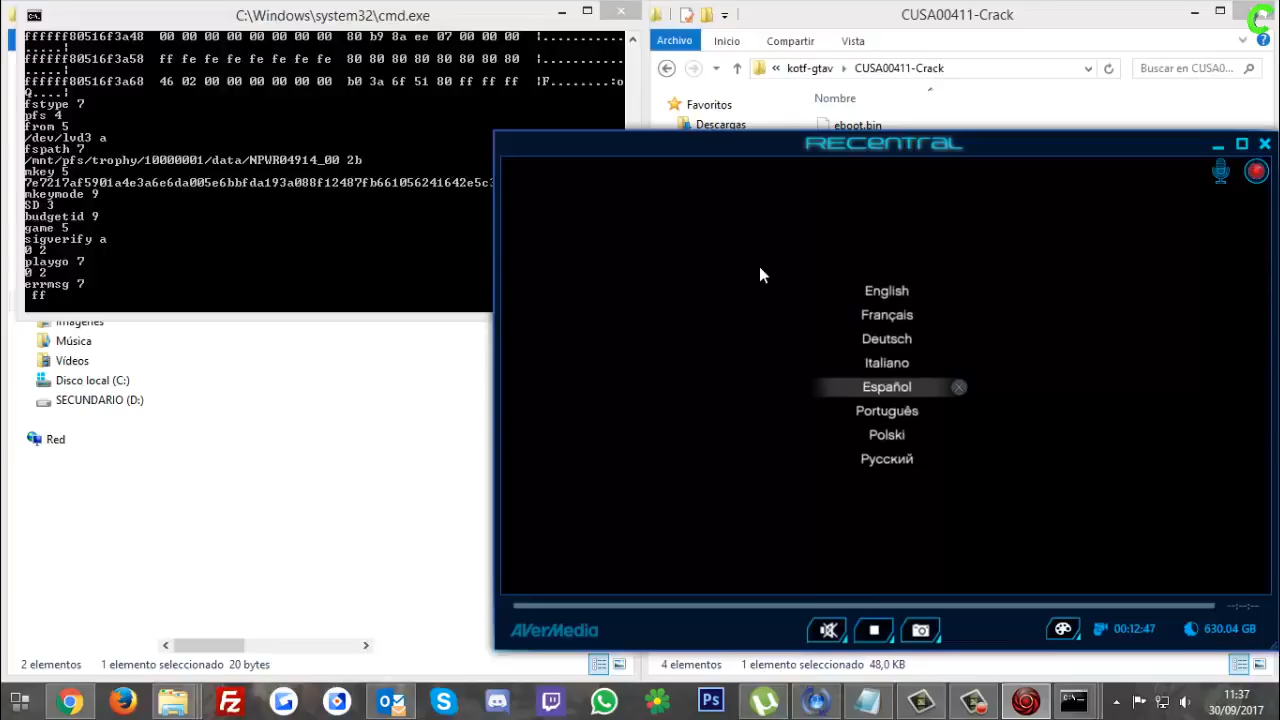 C:\Windows\system32\cmd.exe
ffffff80516f3a48 00 00 00 00 00 00 00 00 80 b9 8a ee 07 00 00 00 |...........
.....|
ffffff80516f3a58 ff fe fe fe fe fe fe fe 80 80 80 80 80 80 80 80 |...........
.....|
ffffff80516f3a68 46 02 00 00 00 00 00 00 b0 3a 6f 51 80 ff ff ff |F........:o
Q....|
fstype 7
pfs 4
from 5
/dev/lvd3 a
fspath 7
/mnt/pfs/trophy/10000001/data/NPWR04914_00 2b
mkey 5
7e7217af5901a4e3a6e6da005e6bbfda193a088f12487fb661056241642e5c3
mkeymode 9
SD 3
budgetid 9
game 5
sigverify a
0 2
playgo 7
0 2
errmsg 7
ff
Imágenes
Música
Vídeos
Disco local (C:)
SECUNDARIO (D:)
Red
2 elementos 1 elemento seleccionado 20 bytes
CUSA00411-Crack
Archivo Inicio Compartir Vista
« kotf-gtav CUSA00411-Crack
Buscar en CUSA0...
Nombre
Favoritos
eboot.bin
Descargas
RECENTRAL
English
Français
Deutsch
Italiano
Español
Português
Polski
Русский
--:--:--
AVerMedia
00:12:47
630.04 GB
4 elementos 1 elemento seleccionado 48,0 KB
11:37
30/09/2017